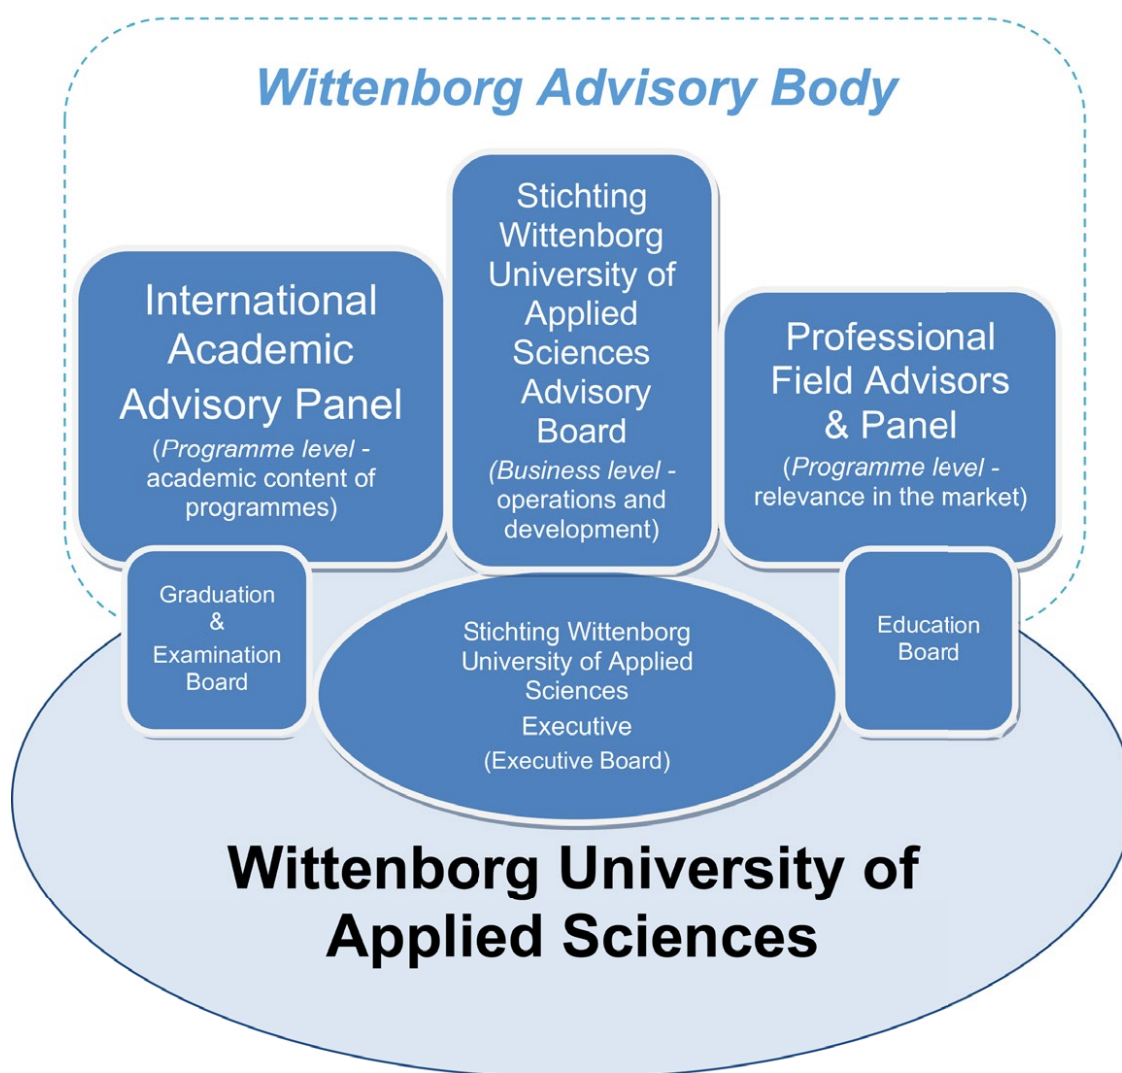 Wittenborg Advisory Body
International
Academic
Advisory Panel
(Programme level -
academic content of
programmes)
Stichting
Wittenborg
University of
Applied
Sciences
Advisory
Board
(Business level -
operations and
development)
Professional
Field Advisors
& Panel
(Programme level -
relevance in the market)
Graduation
&
Examination
Board
Stichting Wittenborg
University of Applied
Sciences
Executive
(Executive Board)
Education
Board
Wittenborg University of
Applied Sciences